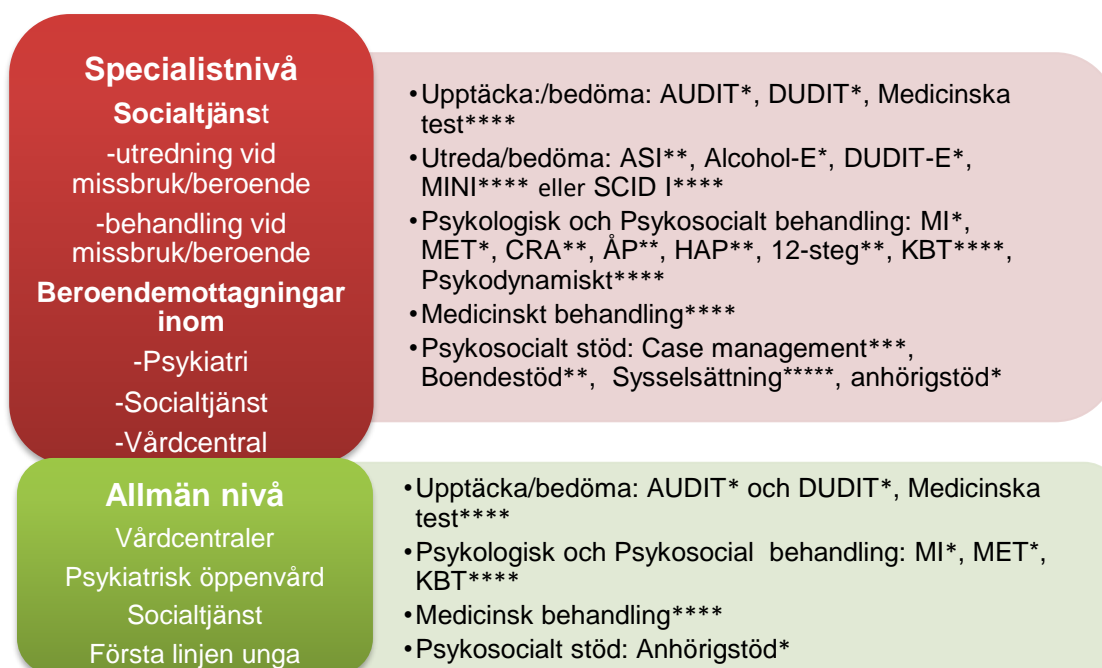 Specialistnivå
Socialtjänst
-utredning vid
missbruk/beroende
-behandling vid
missbruk/beroende
Beroendemottagningar
inom
-Psykiatri
-Socialtjänst
-Vårdcentral
•Upptäcka:/bedöma: AUDIT*, DUDIT*, Medicinska
test****
•Utreda/bedöma: ASI**, Alcohol-E*, DUDIT-E*,
MINI**** eller SCID I****
•Psykologisk och Psykosocialt behandling: MI*,
MET*, CRA**, ÅP**, HAP**, 12-steg**, KBT****,
Psykodynamiskt****
•Medicinskt behandling****
•Psykosocialt stöd: Case management***,
Boendestöd**, Sysselsättning*****, anhörigstöd*
Allmän nivå
Vårdcentraler
Psykiatrisk öppenvård
Socialtjänst
Första linjen unga
•Upptäcka/bedöma: AUDIT* och DUDIT*, Medicinska
test****
•Psykologisk och Psykosocial behandling: MI*, MET*,
KBT****
•Medicinsk behandling****
•Psykosocialt stöd: Anhörigstöd*